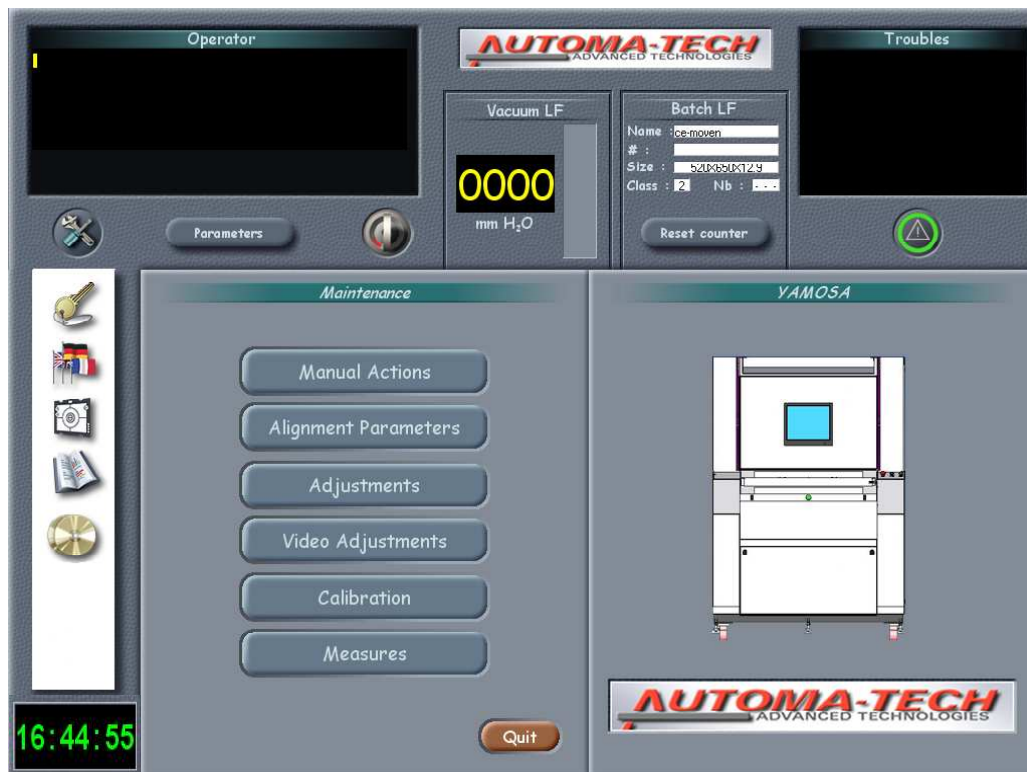 Operator
AUTOMA-TECH
ADVANCED TECHNOLOGIES
Troubles
Vacuum LF
0000
mm H₂O
Batch LF
Name : ce-moven
# :
Size : 520X650X12.9
Class : 2 Nb : - - -
Parameters
Reset counter
Maintenance
Manual Actions
Alignment Parameters
Adjustments
Video Adjustments
Calibration
Measures
Quit
YAMOSA
AUTOMA-TECH
ADVANCED TECHNOLOGIES
16:44:55